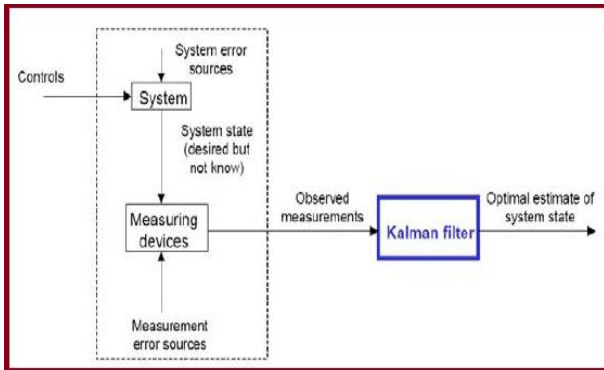 System error
sources
Controls
System
System state
(desired but
not know)
Measuring
devices
Observed
measurements
Kalman filter
Optimal estimate of
system state
Measurement
error sources